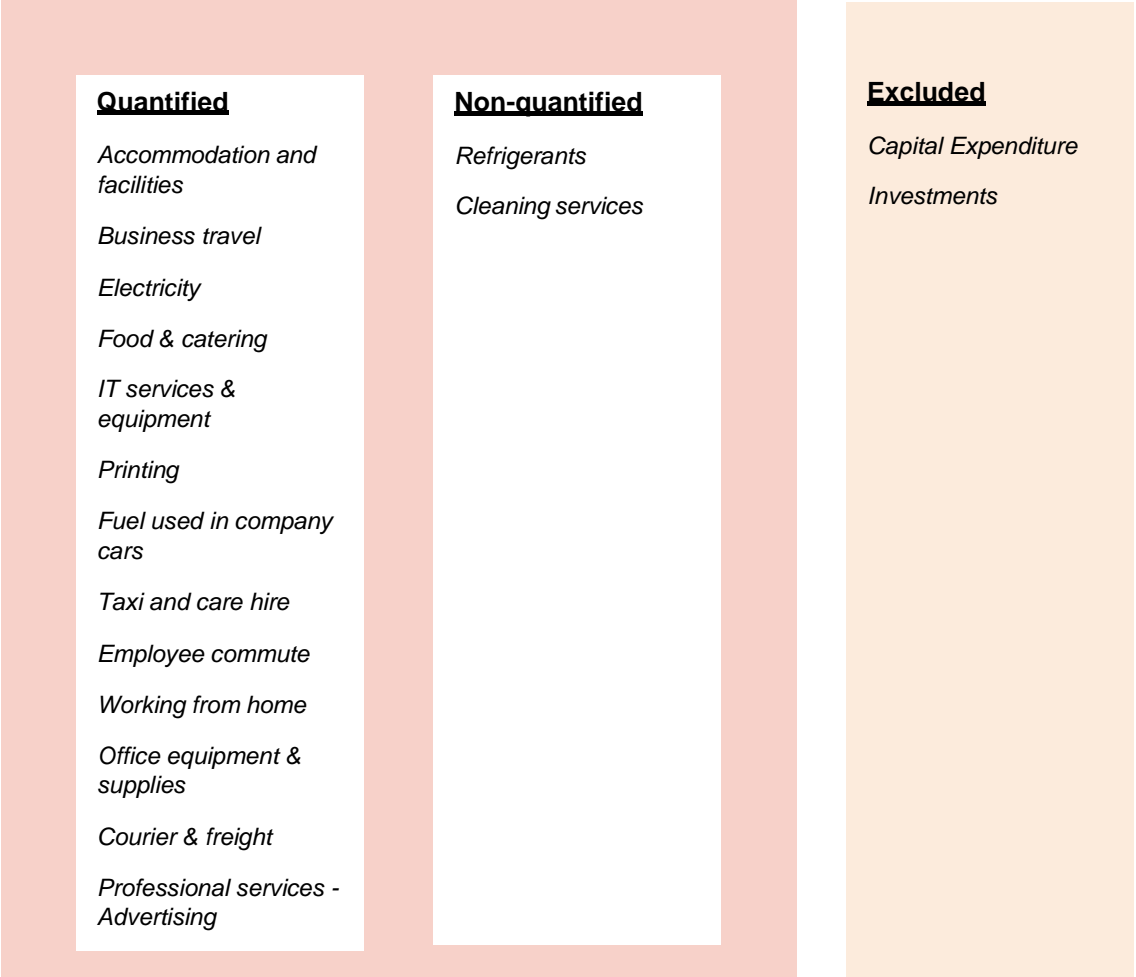 Quantified
Accommodation and
facilities
Business travel
Electricity
Food & catering
IT services &
equipment
Printing
Fuel used in company
cars
Taxi and care hire
Employee commute
Working from home
Office equipment &
supplies
Courier & freight
Professional services -
Advertising
Non-quantified
Refrigerants
Cleaning services
Excluded
Capital Expenditure
Investments